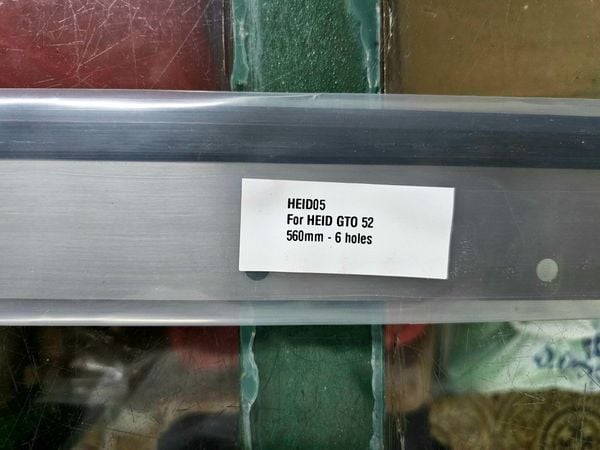 HEID05
For HEID GTO 52
560mm - 6 holes